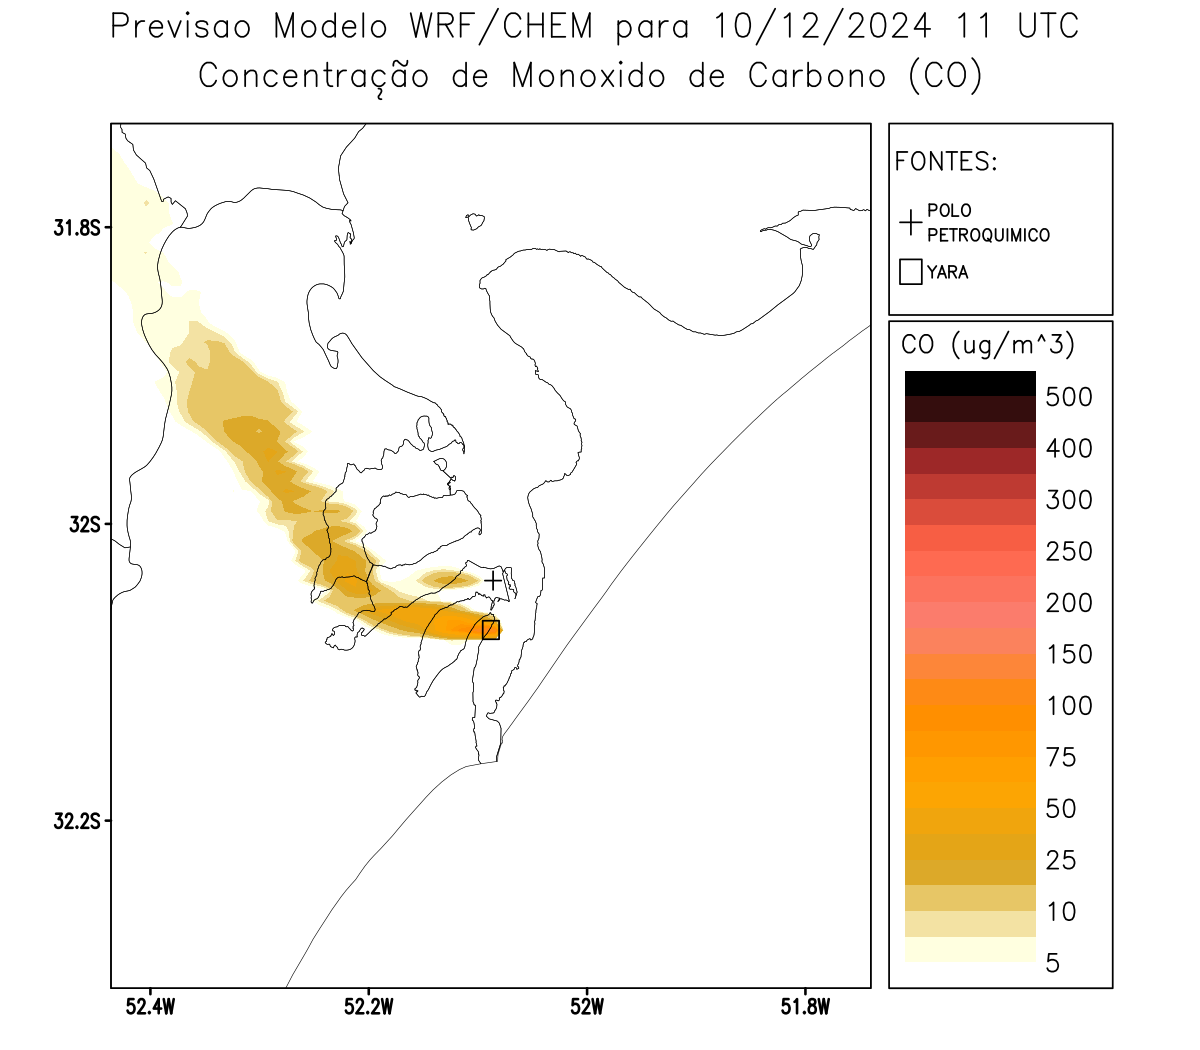 Previsao Modelo WRF/CHEM para 10/12/2024 11 UTC
Concentração de Monoxido de Carbono (CO)
FONTES:
POLO
PETROQUIMICO
YARA
CO (ug/m^3)
500
400
300
250
200
150
100
75
50
25
10
5
31.8S
32S
32.2S
52.4W
52.2W
52W
51.8W